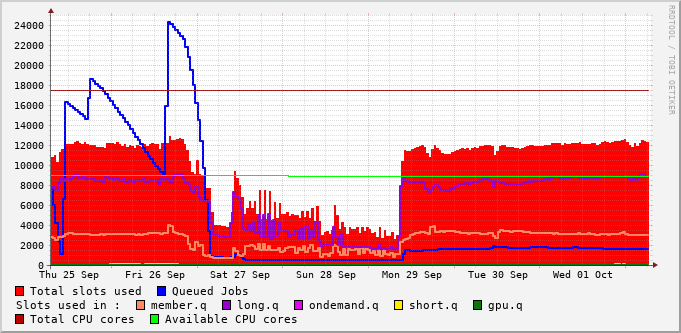 RRDTOOL / TOBI OETIKER
24000
22000
20000
18000
16000
14000
12000
10000
8000
6000
4000
2000
0
Thu 25 Sep Fri 26 Sep Sat 27 Sep Sun 28 Sep Mon 29 Sep Tue 30 Sep Wed 01 Oct
Total slots used Queued Jobs
Slots used in : member.q long.q ondemand.q short.q gpu.q
Total CPU cores Available CPU cores